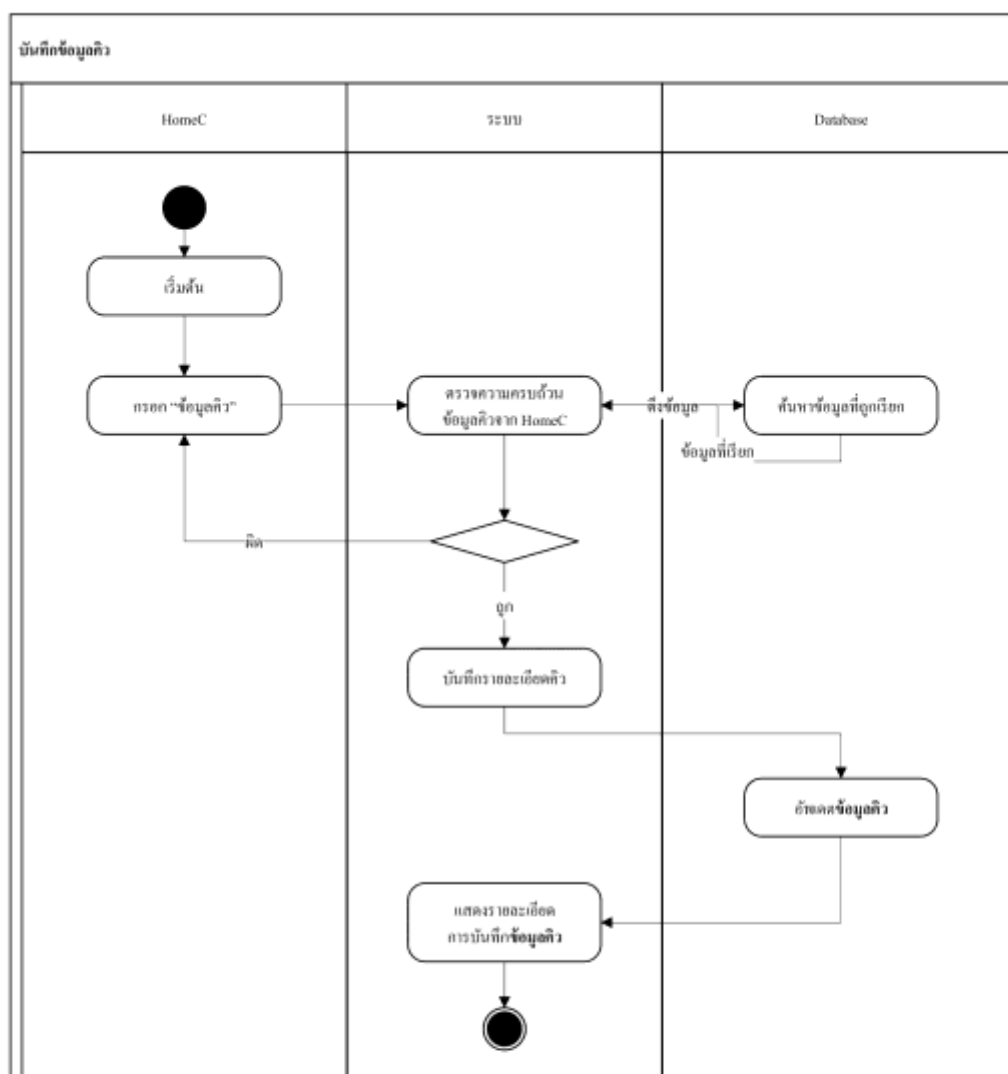 บันทึกข้อมูลคิว
HomeC
ระบบ
Database
เริ่มต้น
กรอก “ข้อมูลคิว”
ตรวจความครบถ้วน
ข้อมูลคิวจาก HomeC
ดึงข้อมูล
ค้นหาข้อมูลที่ถูกเรียก
ข้อมูลที่เรียก
ผิด
ถูก
บันทึกรายละเอียดคิว
อัพเดตข้อมูลคิว
แสดงรายละเอียด
การบันทึกข้อมูลคิว